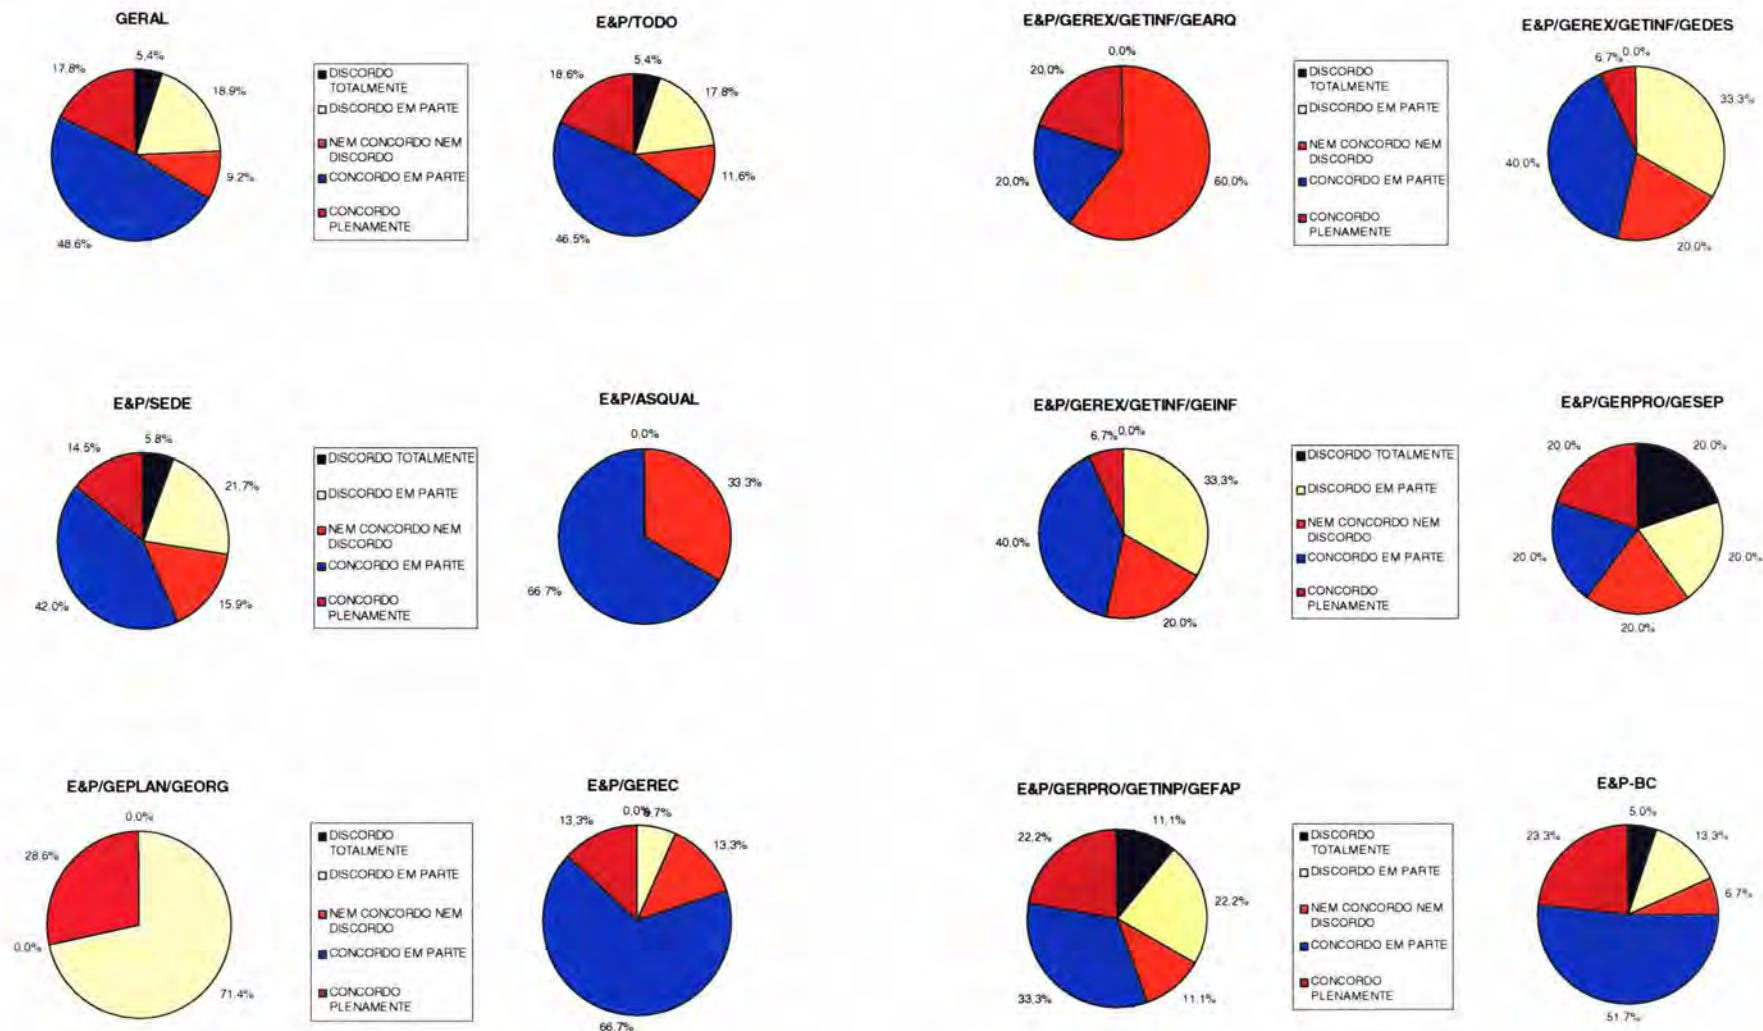 GERAL
5,4%
18,9%
9.2%
48.6%
17.8%
DISCORDO
TOTALMENTE
DISCORDO EM PARTE
NEM CONCORDO NEM
DISCORDO
CONCORDO EM PARTE
CONCORDO
PLENAMENTE
E&P/TODO
5,4%
17,8%
11.6%
46.5%
18.6%
E&P/GEREX/GETINF/GEARQ
0.0%
20.0%
20.0%
60.0%
DISCORDO
TOTALMENTE
DISCORDO EM PARTE
NEM CONCORDO NEM
DISCORDO
CONCORDO EM PARTE
CONCORDO
PLENAMENTE
E&P/GEREX/GETINF/GEDES
6.7% 0.0%
33.3%
40.0%
20.0%
E&P/SEDE
5.8%
14.5%
21.7%
42.0%
15.9%
DISCORDO TOTALMENTE
DISCORDO EM PARTE
NEM CONCORDO NEM
DISCORDO
CONCORDO EM PARTE
CONCORDO
PLENAMENTE
E&P/ASQUAL
0,0%
33.3%
66.7%
E&P/GEREX/GETINF/GEINF
6.7% 0,0%
33,3%
40.0%
20.0%
DISCORDO TOTALMENTE
DISCORDO EM PARTE
NEM CONCORDO NEM
DISCORDO
CONCORDO EM PARTE
CONCORDO
PLENAMENTE
E&P/GERPRO/GESEP
20.0%
20.0%
20.0%
20.0%
20.0%
E&P/GEPLAN/GEORG
0.0%
28.6%
0.0%
71.4%
DISCORDO
TOTALMENTE
DISCORDO EM PARTE
NEM CONCORDO NEM
DISCORDO
CONCORDO EM PARTE
CONCORDO
PLENAMENTE
E&P/GEREC
0,0%
13.3%
13.3%
66.7%
E&P/GERPRO/GETINP/GEFAP
11.1%
22.2%
22.2%
33.3%
11.1%
DISCORDO
TOTALMENTE
DISCORDO EM PARTE
NEM CONCORDO NEM
DISCORDO
CONCORDO EM PARTE
CONCORDO
PLENAMENTE
E&P-BC
5.0%
23.3%
13.3%
6.7%
51.7%